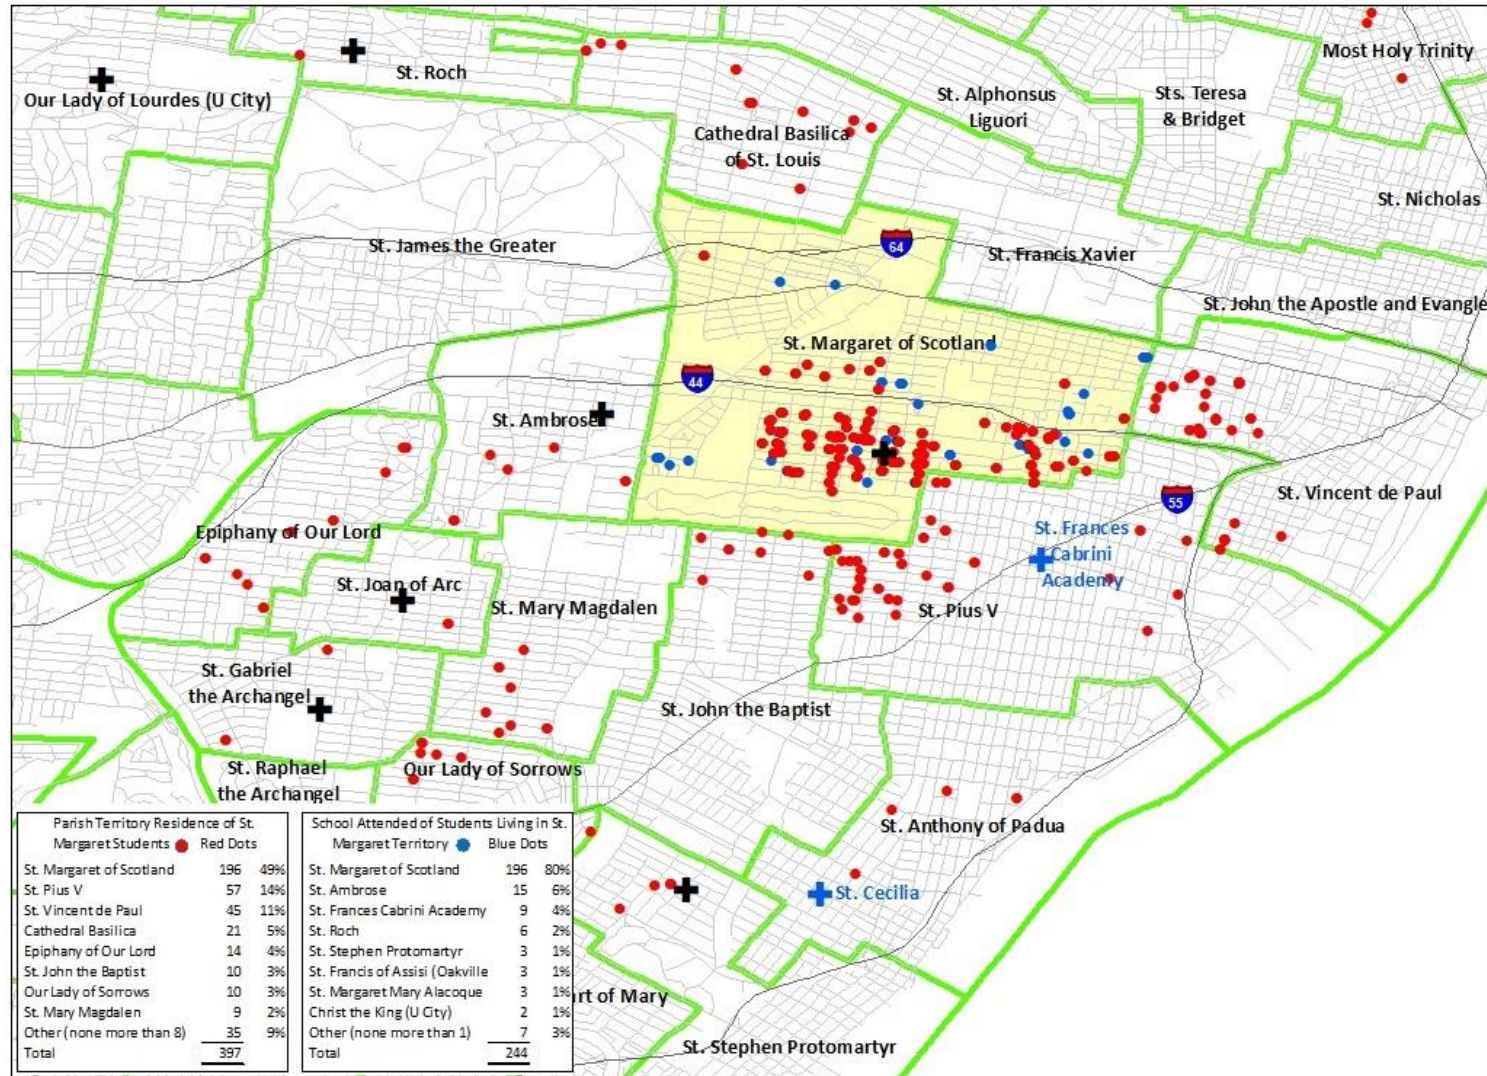 Most Holy Trinity
St. Roch
Our Lady of Lourdes (U City)
St. Alphonsus
Liguori
Sts. Teresa
& Bridget
Cathedral Basilica
of St. Louis
St. Nicholas
St. James the Greater
64
St. Francis Xavier
St. John the Apostle and Evangle
St. Margaret of Scotland
44
St. Ambrose
St. Vincent de Paul
55
Epiphany of Our Lord
St. Frances
Cabrini
Academy
St. Joan of Arc
St. Mary Magdalen
St. Pius V
St. Gabriel
the Archangel
St. John the Baptist
St. Raphael
the Archangel
Our Lady of Sorrows
St. Anthony of Padua
St. Cecilia
rt of Mary
St. Stephen Protomartyr
Parish Territory Residence of St.
Margaret Students Red Dots
St. Margaret of Scotland 196 49%
St. Pius V 57 14%
St. Vincent de Paul 45 11%
Cathedral Basilica 21 5%
Epiphany of Our Lord 14 4%
St. John the Baptist 10 3%
Our Lady of Sorrows 10 3%
St. Mary Magdalen 9 2%
Other (none more than 8) 35 9%
Total 397
School Attended of Students Living in St.
Margaret Territory Blue Dots
St. Margaret of Scotland 196 80%
St. Ambrose 15 6%
St. Frances Cabrini Academy 9 4%
St. Roch 6 2%
St. Stephen Protomartyr 3 1%
St. Francis of Assisi (Oakville 3 1%
St. Margaret Mary Alacoque 3 1%
Christ the King (U City) 2 1%
Other (none more than 1) 7 3%
Total 244